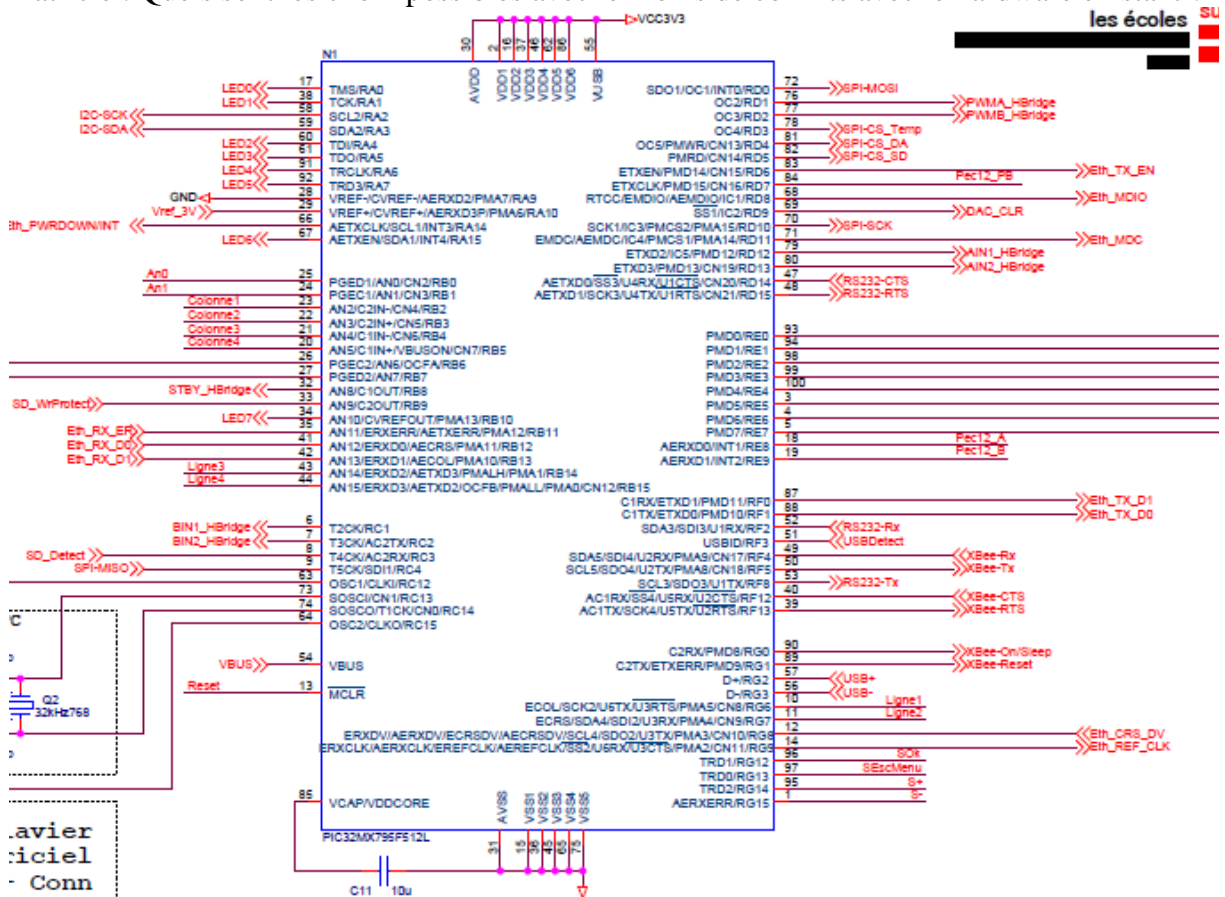 VCC3V3
les écoles
N1
30 2 16 37 46 62 86 55
AVDD VDD1 VDD2 VDD3 VDD4 VDD5 VDD6 VUSB
LED0 17 TMS/RA0
LED1 38 TCK/RA1
I2C-SCK 58 SCL2/RA2
I2C-SDA 59 SDA2/RA3
LED2 60 TDI/RA4
LED3 61 TDO/RA5
LED4 91 TRCLK/RA6
LED5 92 TRD3/RA7
GND 28 VREF-/CVREF-/AERXD2/PMA7/RA9
Vref_3V 29 VREF+/CVREF+/AERXD3P/PMA6/RA10
Eth_PWRDOWN/INT 66 AETXCLK/SCL1/INT3/RA14
LED6 67 AETXEN/SDA1/INT4/RA15
An0 25 PGED1/AN0/CN2/RB0
An1 24 PGEC1/AN1/CN3/RB1
Colonne1 23 AN2/C2IN-/CN4/RB2
Colonne2 22 AN3/C2IN+/CN5/RB3
Colonne3 21 AN4/C1IN-/CN6/RB4
Colonne4 20 AN5/C1IN+/VBUSON/CN7/RB5
26 PGEC2/AN6/OCFA/RB6
27 PGED2/AN7/RB7
STBY_HBridge 32 AN8/C1OUT/RB8
SD_WrProtect 33 AN9/C2OUT/RB9
LED7 34 AN10/CVREFOUT/PMA13/RB10
Eth_RX_ER 35 AN11/ERXERR/AETXERR/PMA12/RB11
Eth_RX_D0 41 AN12/ERXD0/AECRS/PMA11/RB12
Eth_RX_D1 42 AN13/ERXD1/AECOL/PMA10/RB13
Ligne3 43 AN14/ERXD2/AETXD3/PMALH/PMA1/RB14
Ligne4 44 AN15/ERXD3/AETXD2/OCFB/PMALL/PMA0/CN12/RB15
BIN1_HBridge 6 T2CK/RC1
BIN2_HBridge 7 T3CK/AC2TX/RC2
SD_Detect 8 T4CK/AC2RX/RC3
SPI-MISO 9 T5CK/SDI1/RC4
63 OSC1/CLKI/RC12
73 SOSCI/CN1/RC13
74 SOSCO/T1CK/CN0/RC14
64 OSC2/CLKO/RC15
VBUS 54 VBUS
Reset 13 MCLR
Q2
32kHz768
85 VCAP/VDDCORE
AVSS VSS1 VSS2 VSS3 VSS4 VSS5
31 15 36 45 65 75
PIC32MX795F512L
C11 10u
SDO1/OC1/INT0/RD0 72 SPI-MOSI
OC2/RD1 76 PWMA_HBridge
OC3/RD2 77 PWMB_HBridge
OC4/RD3 78 SPI-CS_Temp
OC5/PMWR/CN13/RD4 81 SPI-CS_DA
PMRD/CN14/RD5 82 SPI-CS_SD
ETXEN/PMD14/CN15/RD6 83 Eth_TX_EN
ETXCLK/PMD15/CN16/RD7 84 Pec12_PB
RTCC/EMDIO/AEMDIO/IC1/RD8 68 Eth_MDIO
SS1/IC2/RD9 69 DAC_CLR
SCK1/IC3/PMCS2/PMA15/RD10 70 SPI-SCK
EMDC/AEMDC/IC4/PMCS1/PMA14/RD11 71 Eth_MDC
ETXD2/IC5/PMD12/RD12 79 AIN1_HBridge
ETXD3/PMD13/CN19/RD13 80 AIN2_HBridge
AETXD0/SS3/U4RX/U1CTS/CN20/RD14 47 RS232-CTS
AETXD1/SCK3/U4TX/U1RTS/CN21/RD15 48 RS232-RTS
PMD0/RE0 93
PMD1/RE1 94
PMD2/RE2 98
PMD3/RE3 99
PMD4/RE4 100
PMD5/RE5 3
PMD6/RE6 4
PMD7/RE7 5
AERXD0/INT1/RE8 18 Pec12_A
AERXD1/INT2/RE9 19 Pec12_B
C1RX/ETXD1/PMD11/RF0 87 Eth_TX_D1
C1TX/ETXD0/PMD10/RF1 88 Eth_TX_D0
SDA3/SDI3/U1RX/RF2 52 RS232-Rx
USBID/RF3 51 USBDetect
SDA5/SDI4/U2RX/PMA9/CN17/RF4 49 XBee-Rx
SCL5/SDO4/U2TX/PMA8/CN18/RF5 50 XBee-Tx
SCL3/SDO3/U1TX/RF8 53 RS232-Tx
AC1RX/SS4/U5RX/U2CTS/RF12 40 XBee-CTS
AC1TX/SCK4/U5TX/U2RTS/RF13 39 XBee-RTS
C2RX/PMD8/RG0 90 XBee-On/Sleep
C2TX/ETXERR/PMD9/RG1 89 XBee-Reset
D+/RG2 57 USB+
D-/RG3 56 USB-
ECOL/SCK2/U6TX/U3RTS/PMA5/CN8/RG6 10 Ligne1
ECRS/SDA4/SDI2/U3RX/PMA4/CN9/RG7 11 Ligne2
ERXDV/AERXDV/ECRSDV/AECRSDV/SCL4/SDO2/U3TX/PMA3/CN10/RG8 12 Eth_CRS_DV
ERXCLK/AERXCLK/EREFCLK/AEREFCLK/SS2/U6RX/U3CTS/PMA2/CN11/RG9 14 Eth_REF_CLK
TRD1/RG12 96 SOk
TRD0/RG13 97 SEscMenu
TRD2/RG14 95 S+
AERXERR/RG15 1 S-
avier
iciel
- Conn